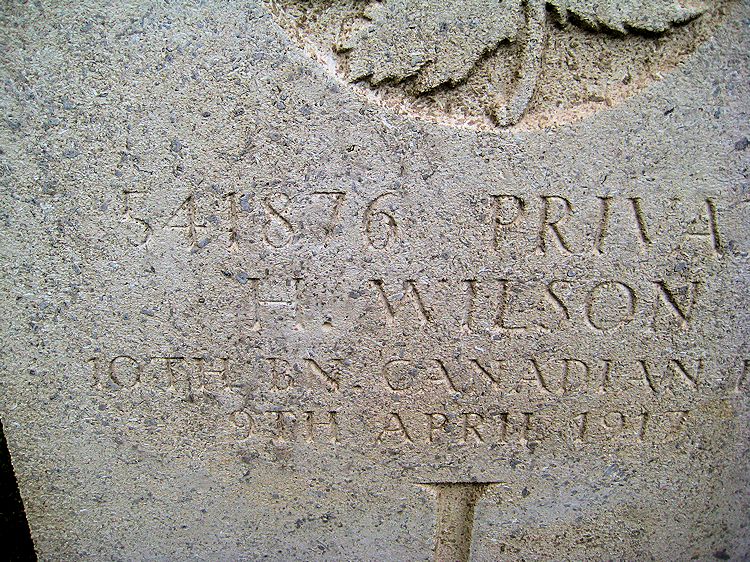 541876 PRIVA
H. WILSON
10TH BN. CANADIAN
9TH APRIL 1917